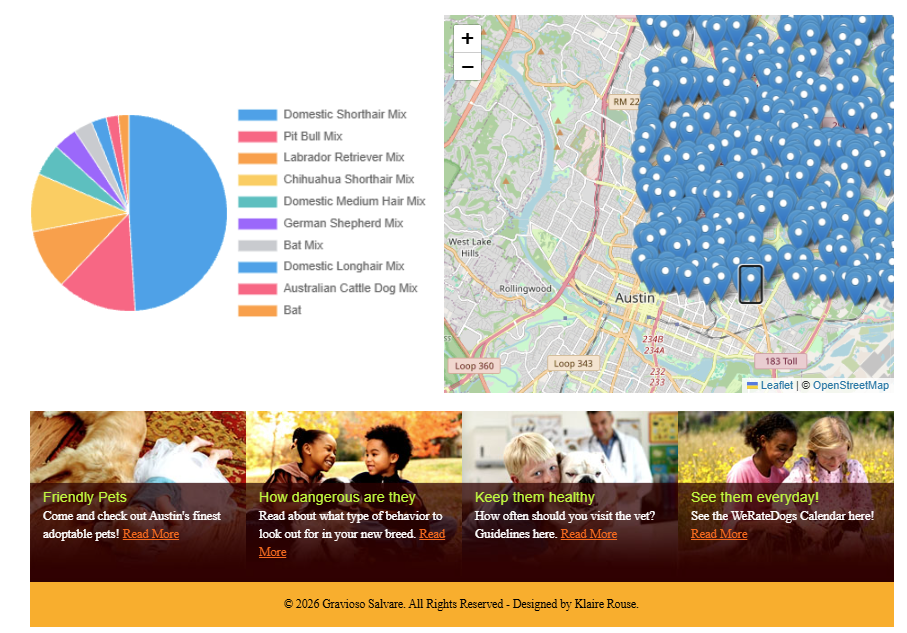 Domestic Shorthair Mix
Pit Bull Mix
Labrador Retriever Mix
Chihuahua Shorthair Mix
Domestic Medium Hair Mix
German Shepherd Mix
Bat Mix
Domestic Longhair Mix
Australian Cattle Dog Mix
Bat
+
−
RM 22
West Lake
Hills
Rollingwood
Austin
234B
234A
Loop 360
Loop 343
183 Toll
232
233
Leaflet | © OpenStreetMap
Friendly Pets
Come and check out Austin's finest
adoptable pets! Read More
How dangerous are they
Read about what type of behavior to
look out for in your new breed. Read
More
Keep them healthy
How often should you visit the vet?
Guidelines here. Read More
See them everyday!
See the WeRateDogs Calendar here!
Read More
© 2026 Gravioso Salvare. All Rights Reserved - Designed by Klaire Rouse.